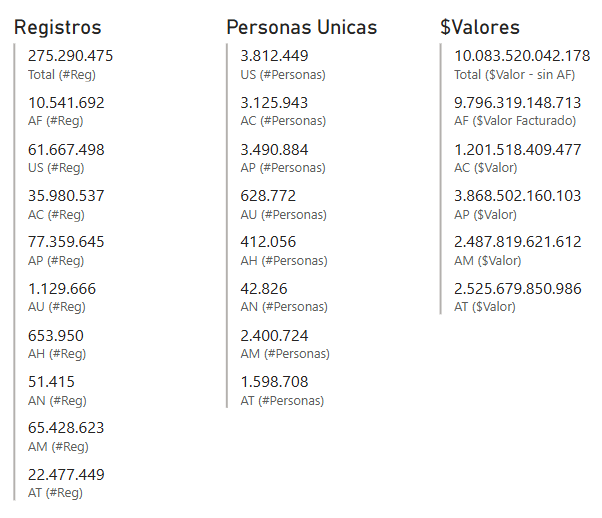 Registros
275.290.475
Total (#Reg)
10.541.692
AF (#Reg)
61.667.498
US (#Reg)
35.980.537
AC (#Reg)
77.359.645
AP (#Reg)
1.129.666
AU (#Reg)
653.950
AH (#Reg)
51.415
AN (#Reg)
65.428.623
AM (#Reg)
22.477.449
AT (#Reg)
Personas Unicas
3.812.449
US (#Personas)
3.125.943
AC (#Personas)
3.490.884
AP (#Personas)
628.772
AU (#Personas)
412.056
AH (#Personas)
42.826
AN (#Personas)
2.400.724
AM (#Personas)
1.598.708
AT (#Personas)
$Valores
10.083.520.042.178
Total ($Valor - sin AF)
9.796.319.148.713
AF ($Valor Facturado)
1.201.518.409.477
AC ($Valor)
3.868.502.160.103
AP ($Valor)
2.487.819.621.612
AM ($Valor)
2.525.679.850.986
AT ($Valor)